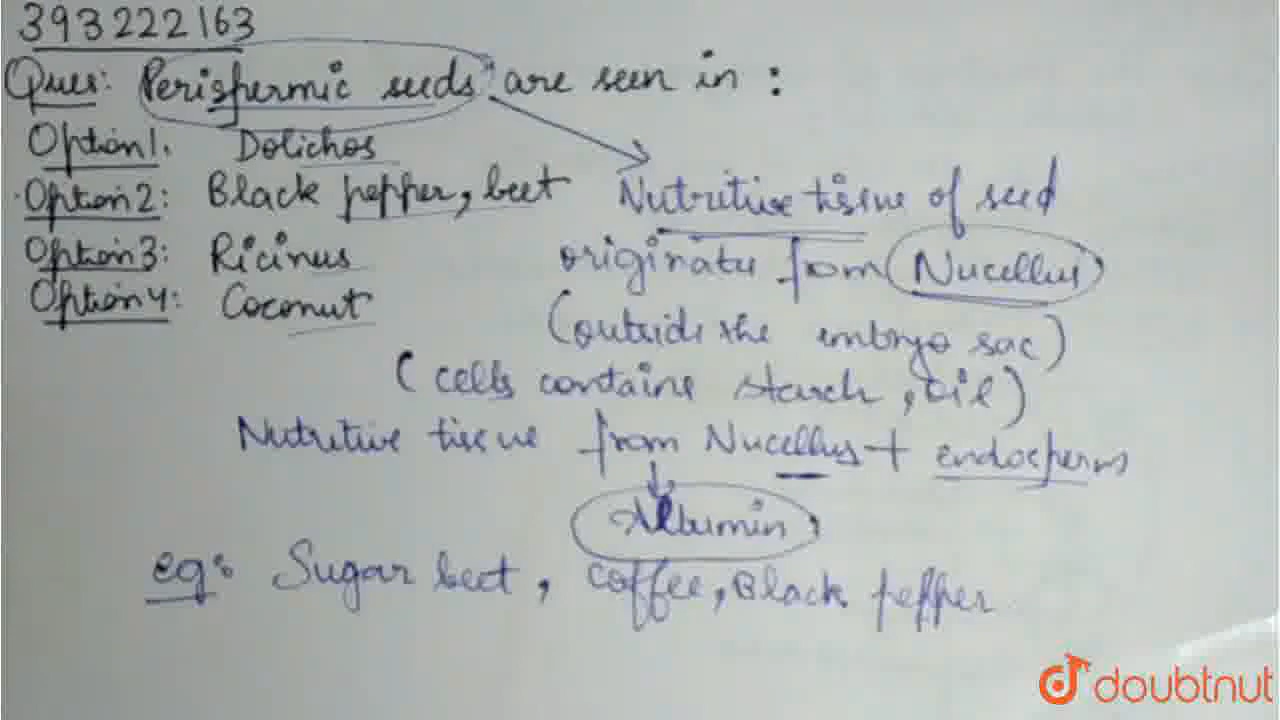 393222163
Ques: Perispermic seeds are seen in :
Option1. Dolichos
Option2: Black pepper, beet
Option3: Ricinus
Option4: Coconut
Nutritive tissue of seed
originates from Nucellus
(outside the embryo sac)
(cells contains starch, oil)
Nutritive tissue from Nucellus + endosperm
Albumin
eg: Sugar beet, coffee, Black pepper
doubtnut